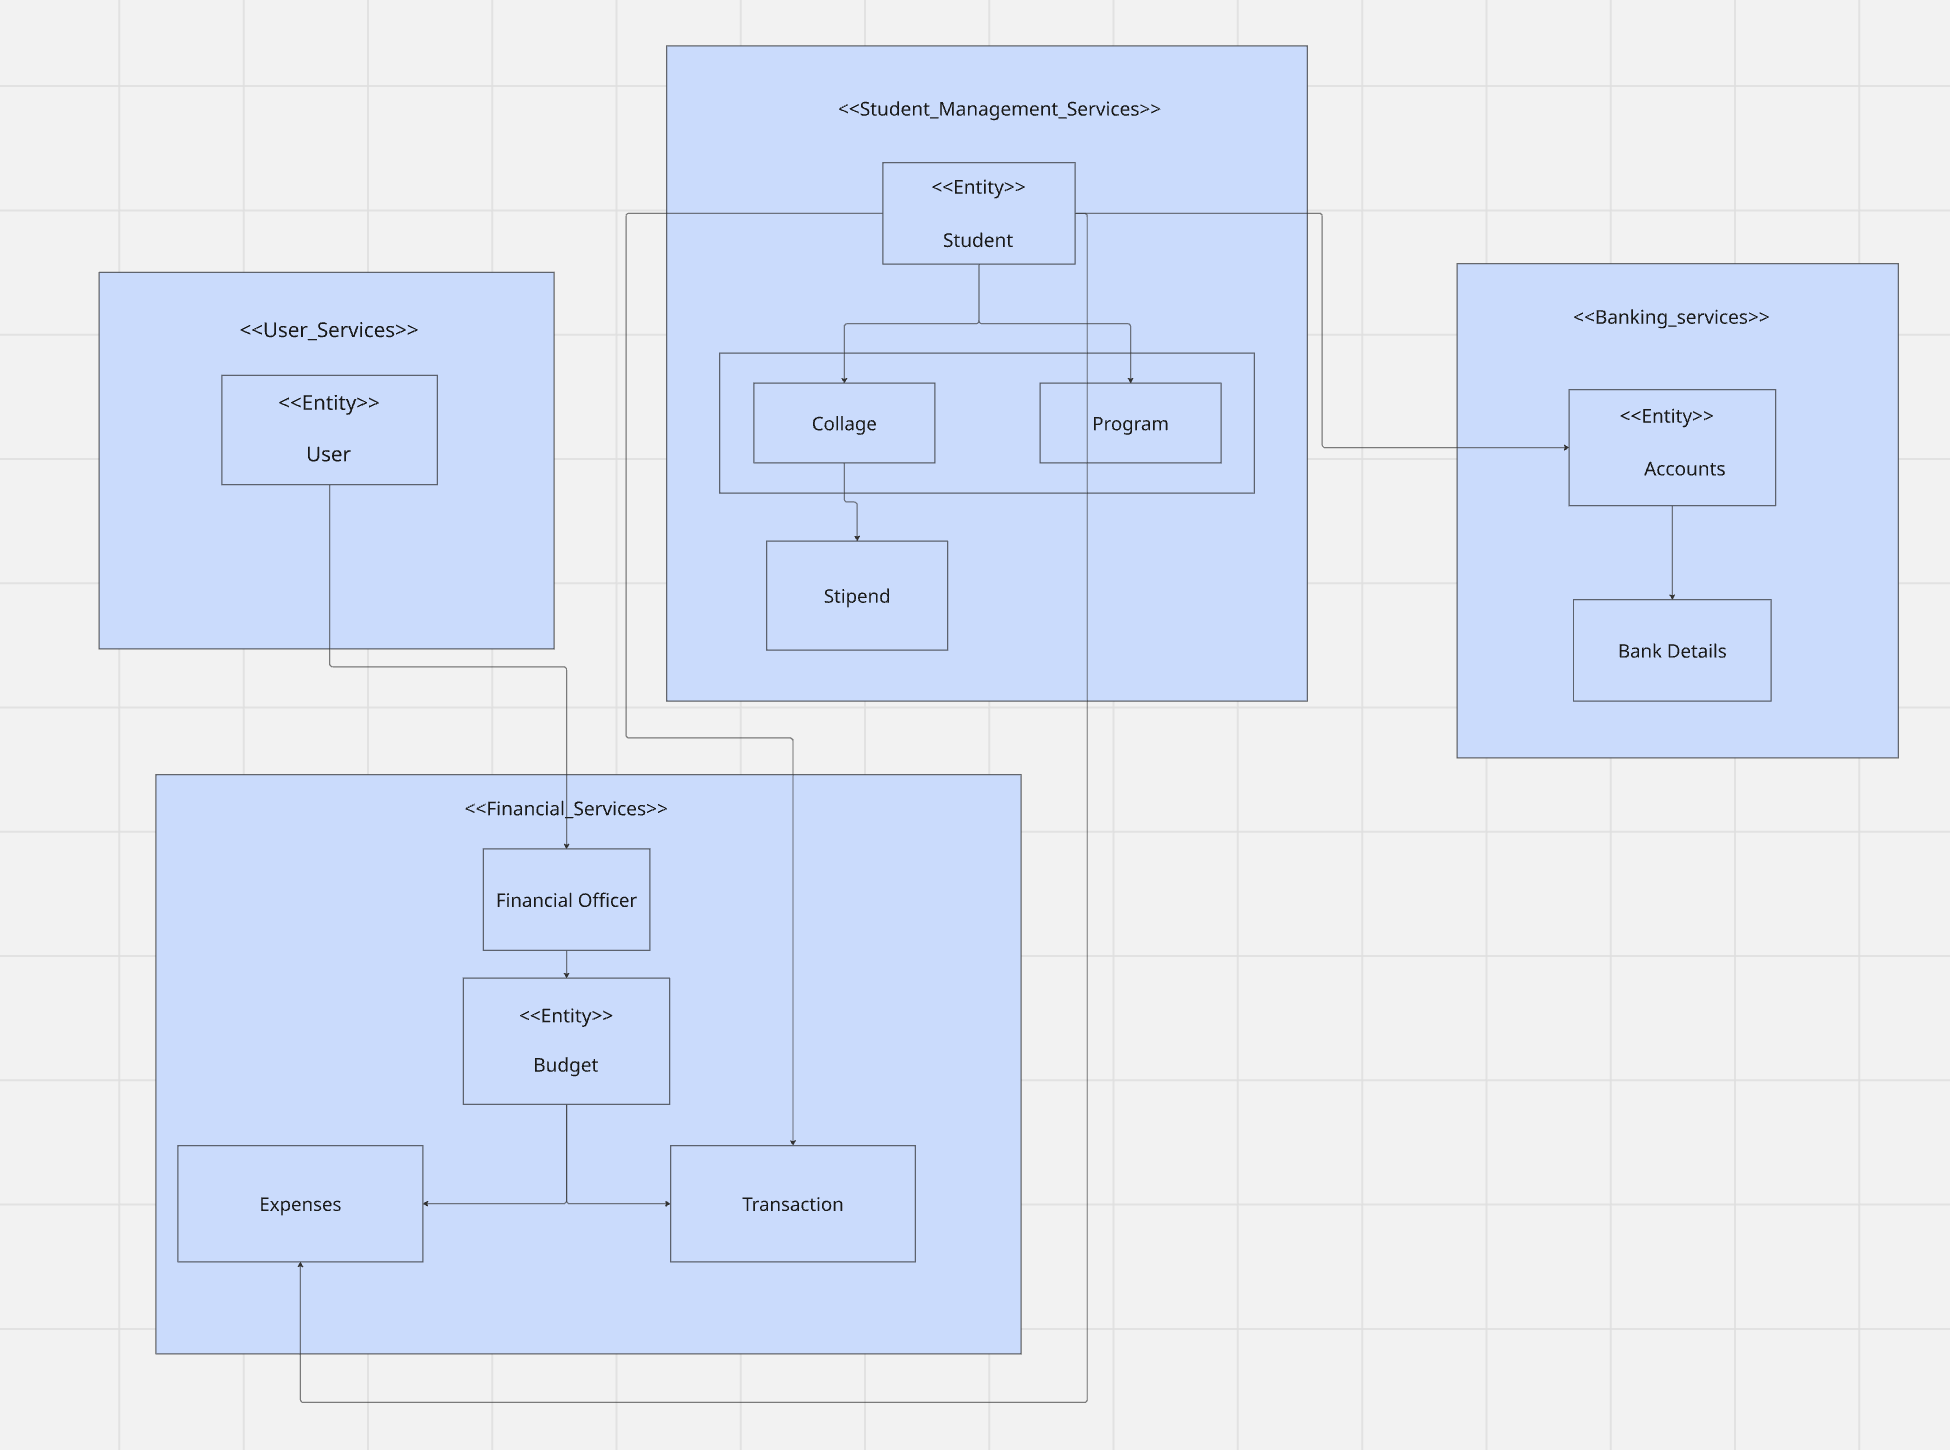 <<Student_Management_Services>>
<<Entity>>
Student
Collage
Program
Stipend
<<User_Services>>
<<Entity>>
User
<<Banking_services>>
<<Entity>>
Accounts
Bank Details
<<Financial_Services>>
Financial Officer
<<Entity>>
Budget
Expenses
Transaction